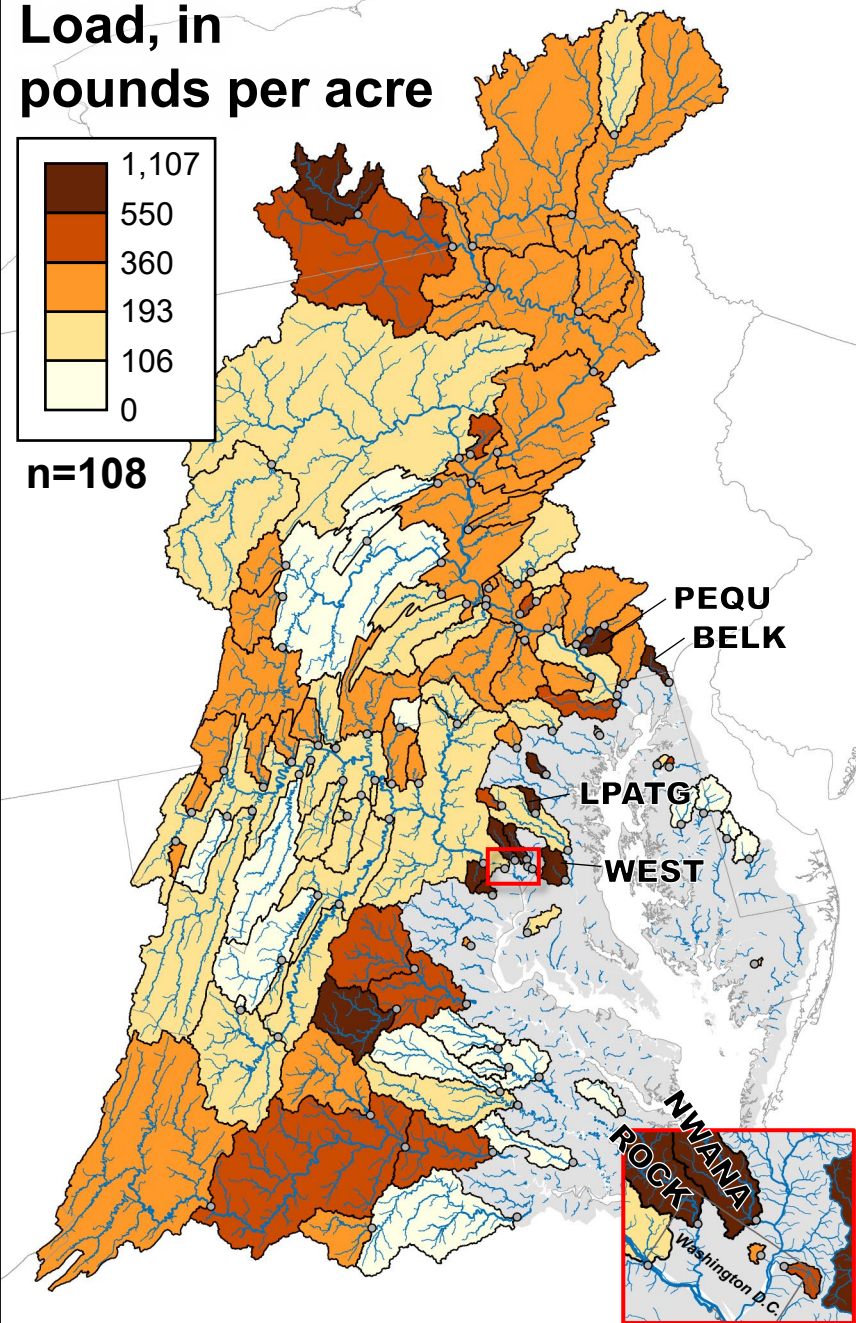 Load, in
pounds per acre
1,107
550
360
193
106
0
n=108
PEQU
BELK
LPATG
WEST
NWANA
ROCK
Washington D.C.